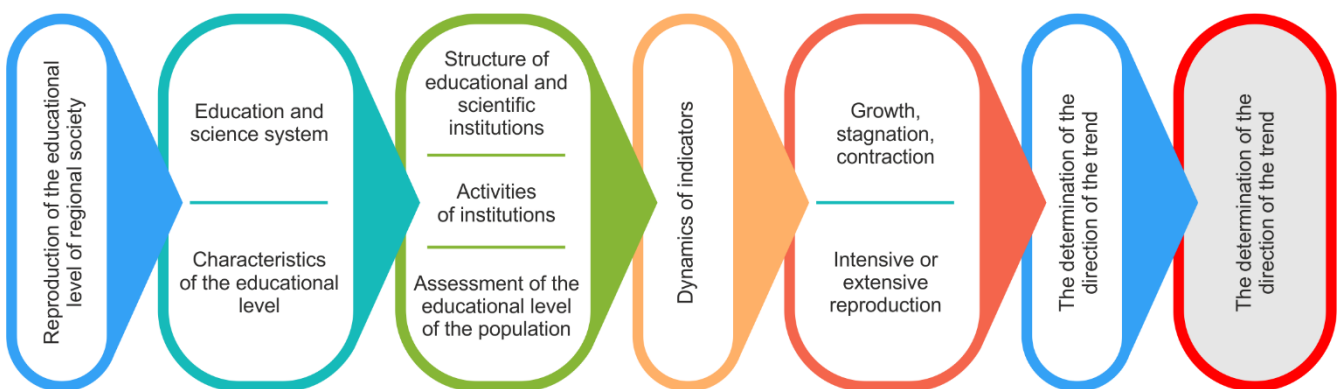 Reproduction of the educational
level of regional society
Education and
science system
Characteristics
of the educational
level
Structure of
educational and
scientific
institutions
Activities
of institutions
Assessment of the
educational level
of the population
Dynamics of indicators
Growth,
stagnation,
contraction
Intensive or
extensive
reproduction
The determination of the
direction of the trend
The determination of the
direction of the trend